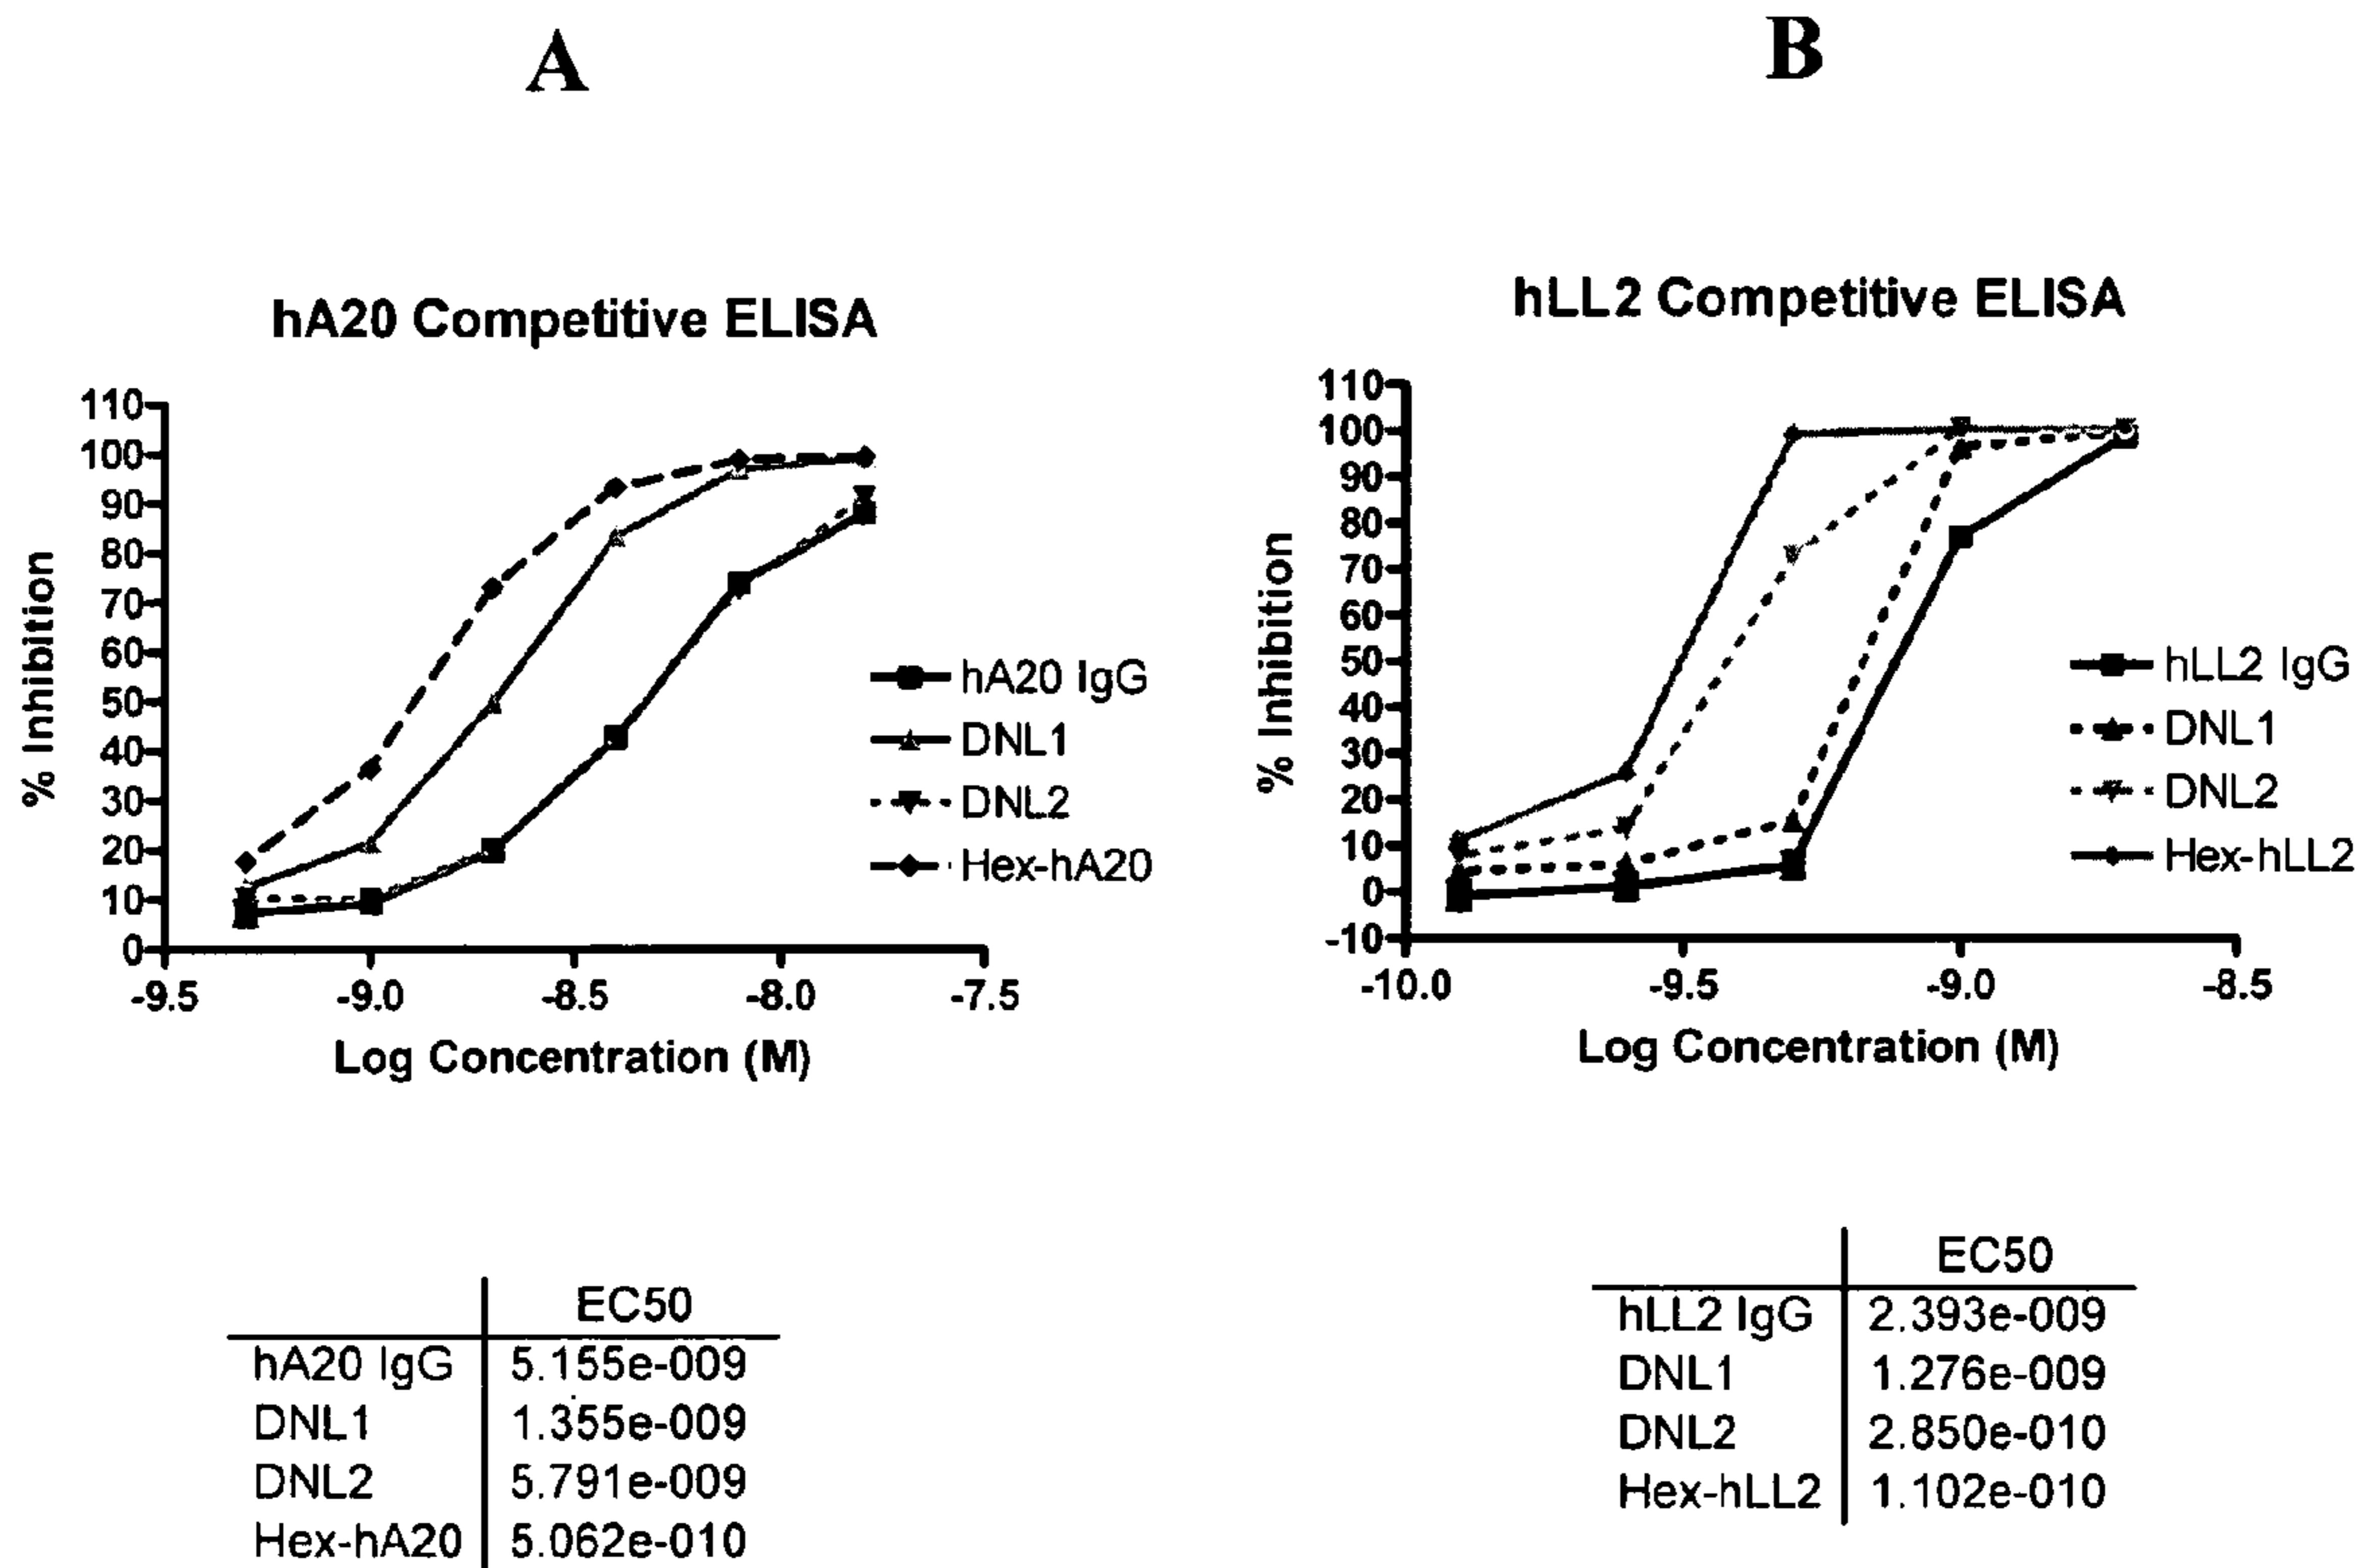 A
hA20 Competitive ELISA
110
100
90
80
70
60
50
40
30
20
10
0
% Inhibition
-9.5 -9.0 -8.5 -8.0 -7.5
Log Concentration (M)
hA20 IgG
DNL1
DNL2
Hex-hA20
EC50
hA20 IgG 5.155e-009
DNL1 1.355e-009
DNL2 5.791e-009
Hex-hA20 5.062e-010
B
hLL2 Competitive ELISA
110
100
90
80
70
60
50
40
30
20
10
0
-10
% Inhibition
-10.0 -9.5 -9.0 -8.5
Log Concentration (M)
hLL2 IgG
DNL1
DNL2
Hex-hLL2
EC50
hLL2 IgG 2.393e-009
DNL1 1.276e-009
DNL2 2.850e-010
Hex-hLL2 1.102e-010